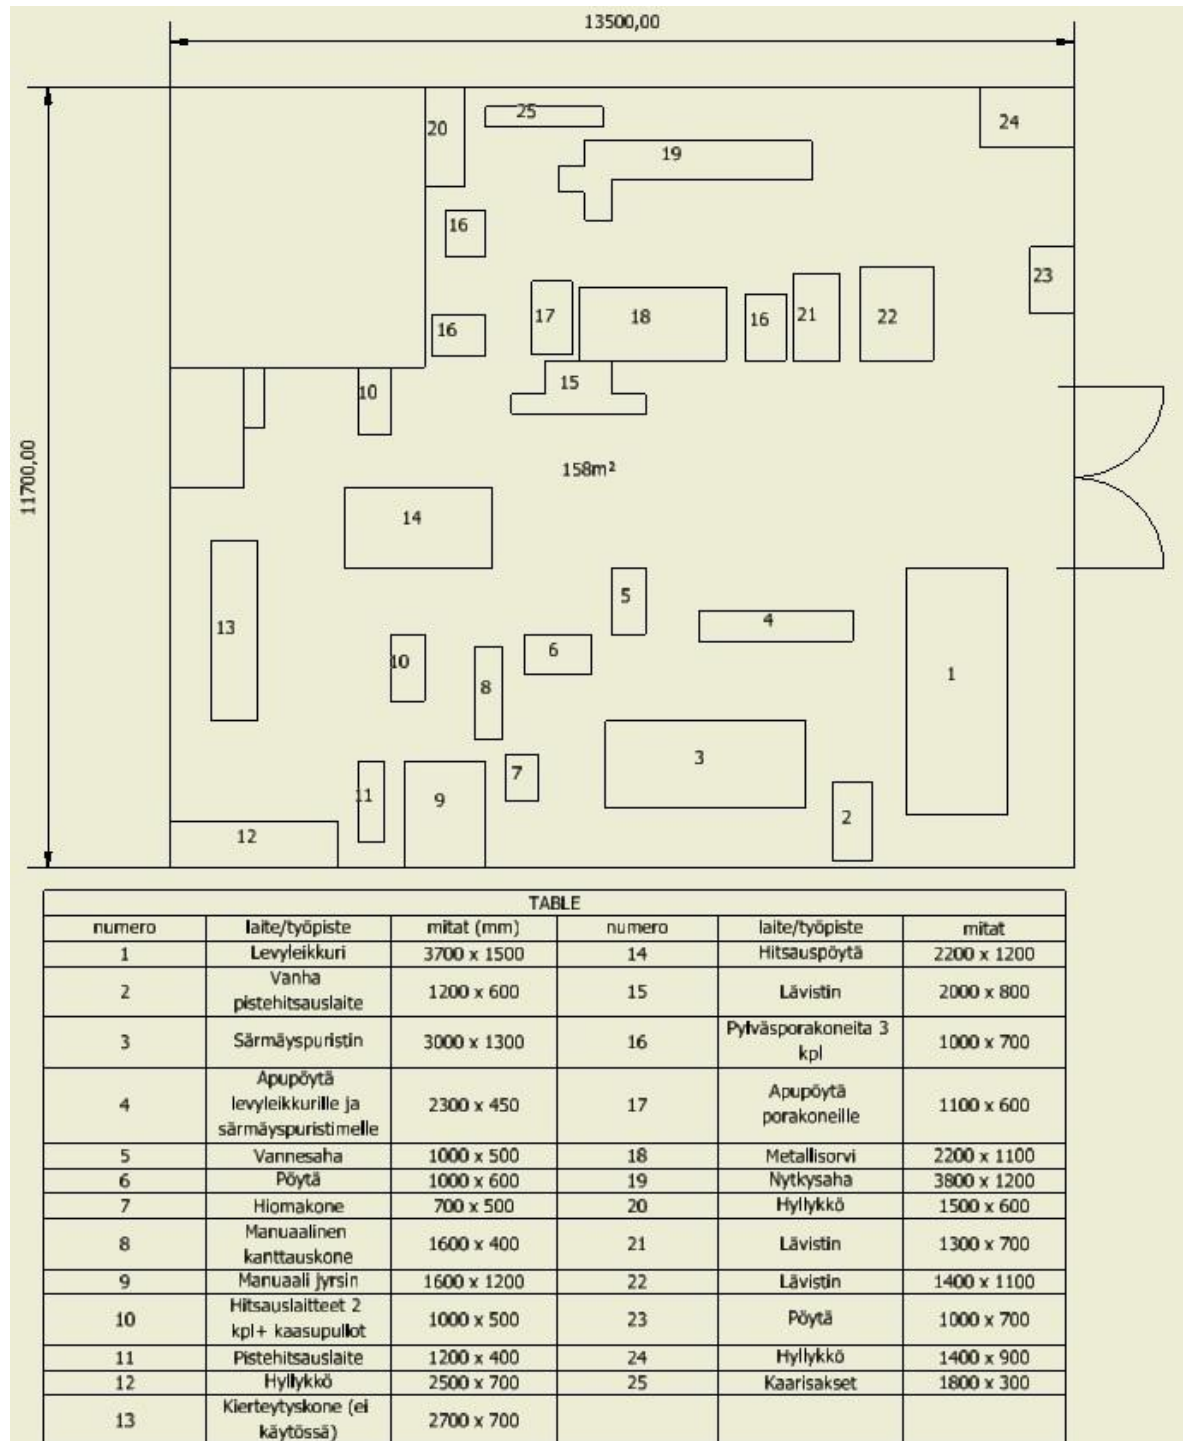 13500,00
25
20
24
19
16
23
17
18
16
21
22
16
15
10
11700,00
158m²
14
5
4
13
6
10
1
8
3
7
11
9
2
12
TABLE
numero laite/työpiste mitat (mm) numero laite/työpiste mitat
1 Levyleikkuri 3700 x 1500 14 Hitsauspöytä 2200 x 1200
2 Vanha pistehitsauslaite 1200 x 600 15 Lävistin 2000 x 800
3 Särmäyspuristin 3000 x 1300 16 Pylväsporakoneita 3 kpl 1000 x 700
4 Apupöytä levyleikkurille ja särmäyspuristimelle 2300 x 450 17 Apupöytä porakoneille 1100 x 600
5 Vannesaha 1000 x 500 18 Metallisorvi 2200 x 1100
6 Pöytä 1000 x 600 19 Nytkysaha 3800 x 1200
7 Hiomakone 700 x 500 20 Hyllykkö 1500 x 600
8 Manuaalinen kanttauskone 1600 x 400 21 Lävistin 1300 x 700
9 Manuaali jyrsin 1600 x 1200 22 Lävistin 1400 x 1100
10 Hitsauslaitteet 2 kpl+ kaasupullot 1000 x 500 23 Pöytä 1000 x 700
11 Pistehitsauslaite 1200 x 400 24 Hyllykkö 1400 x 900
12 Hyllykkö 2500 x 700 25 Kaarisakset 1800 x 300
13 Kierteytyskone (ei käytössä) 2700 x 700